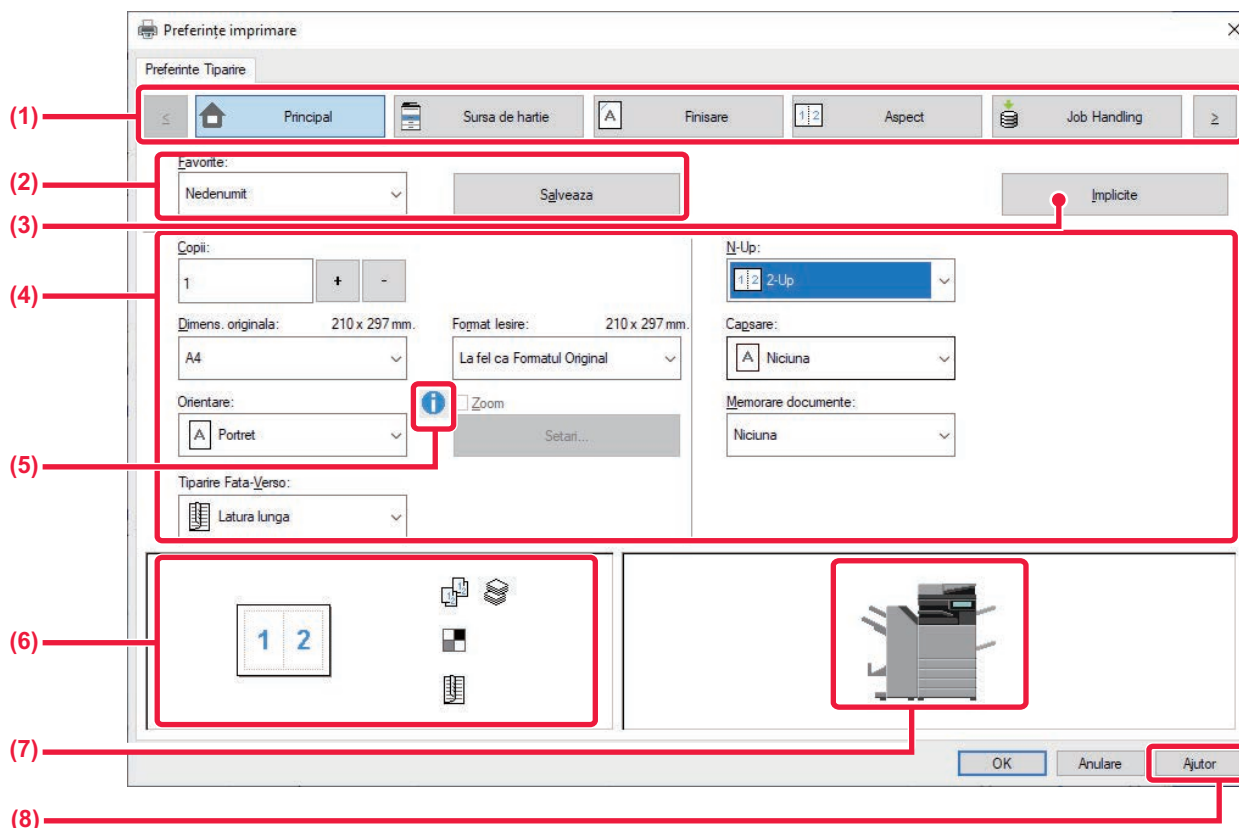 Preferințe imprimare
Preferinte Tiparire
(1)
< Principal Sursa de hartie Finisare Aspect Job Handling >
Favorite:
(2)
Nedenumit Salveaza Implicite
(3)
Copii: N-Up:
1 + - 1 2 2-Up
(4)
Dimens. originala: 210 x 297 mm. Format Iesire: 210 x 297 mm. Capsare:
A4 La fel ca Formatul Original Niciuna
Orientare: Zoom Memorare documente:
Portret Setari... Niciuna
(5)
Tiparire Fata-Verso:
Latura lunga
(6)
1 2
(7)
OK Anulare Ajutor
(8)